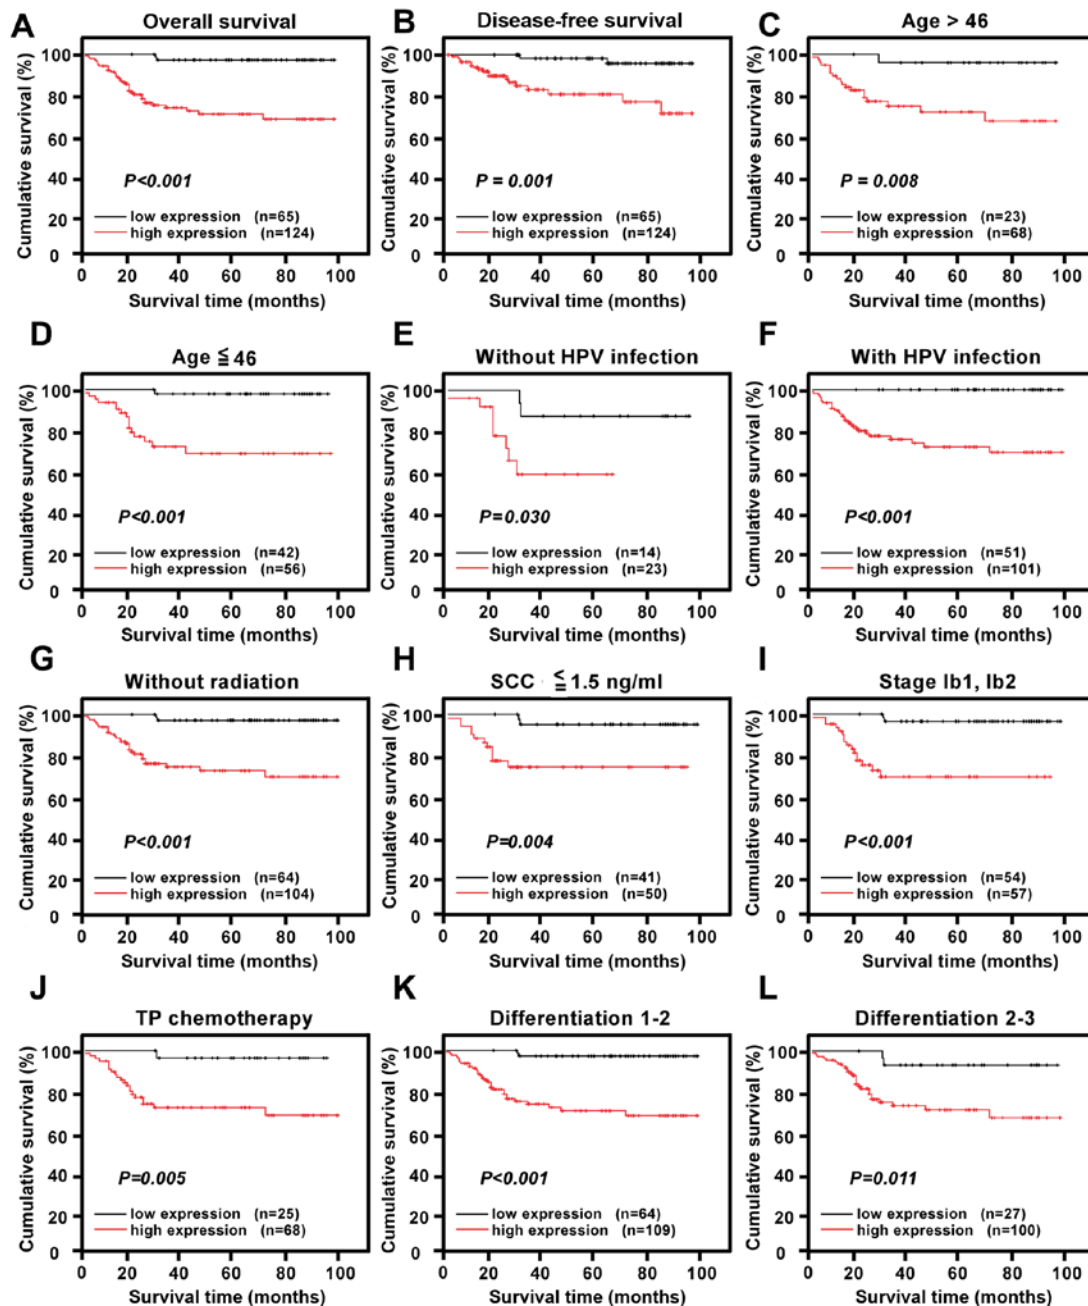 A Overall survival
Cumulative survival (%)
100
80
60
40
20
0
P<0.001
low expression (n=65)
high expression (n=124)
0 20 40 60 80 100
Survival time (months)
B Disease-free survival
Cumulative survival (%)
100
80
60
40
20
0
P = 0.001
low expression (n=65)
high expression (n=124)
0 20 40 60 80 100
Survival time (months)
C Age > 46
Cumulative survival (%)
100
80
60
40
20
0
P = 0.008
low expression (n=23)
high expression (n=68)
0 20 40 60 80 100
Survival time (months)
D Age ≦ 46
Cumulative survival (%)
100
80
60
40
20
0
P<0.001
low expression (n=42)
high expression (n=56)
0 20 40 60 80 100
Survival time (months)
E Without HPV infection
Cumulative survival (%)
100
80
60
40
20
0
P=0.030
low expression (n=14)
high expression (n=23)
0 20 40 60 80 100
Survival time (months)
F With HPV infection
Cumulative survival (%)
100
80
60
40
20
0
P<0.001
low expression (n=51)
high expression (n=101)
0 20 40 60 80 100
Survival time (months)
G Without radiation
Cumulative survival (%)
100
80
60
40
20
0
P<0.001
low expression (n=64)
high expression (n=104)
0 20 40 60 80 100
Survival time (months)
H SCC ≦ 1.5 ng/ml
Cumulative survival (%)
100
80
60
40
20
0
P=0.004
low expression (n=41)
high expression (n=50)
0 20 40 60 80 100
Survival time (months)
I Stage Ib1, Ib2
Cumulative survival (%)
100
80
60
40
20
0
P<0.001
low expression (n=54)
high expression (n=57)
0 20 40 60 80 100
Survival time (months)
J TP chemotherapy
Cumulative survival (%)
100
80
60
40
20
0
P=0.005
low expression (n=25)
high expression (n=68)
0 20 40 60 80 100
Survival time (months)
K Differentiation 1-2
Cumulative survival (%)
100
80
60
40
20
0
P<0.001
low expression (n=64)
high expression (n=109)
0 20 40 60 80 100
Survival time (months)
L Differentiation 2-3
Cumulative survival (%)
100
80
60
40
20
0
P=0.011
low expression (n=27)
high expression (n=100)
0 20 40 60 80 100
Survival time (months)